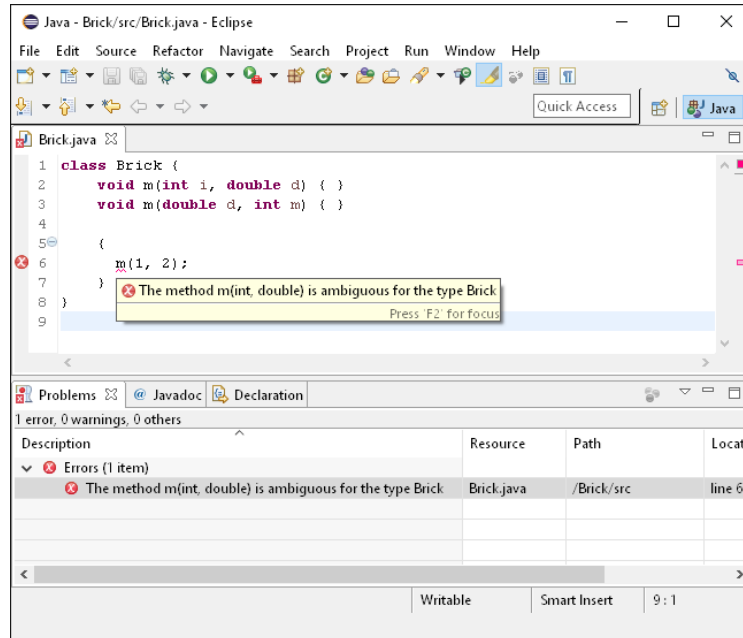 Java - Brick/src/Brick.java - Eclipse
File Edit Source Refactor Navigate Search Project Run Window Help
Quick Access Java
Brick.java
1 class Brick {
2 void m(int i, double d) { }
3 void m(double d, int m) { }
4
5 {
6 m(1, 2);
7 }
The method m(int, double) is ambiguous for the type Brick
8 }
Press 'F2' for focus
9
Problems @ Javadoc Declaration
1 error, 0 warnings, 0 others
Description Resource Path Locat
Errors (1 item)
The method m(int, double) is ambiguous for the type Brick Brick.java /Brick/src line 6
Writable Smart Insert 9 : 1